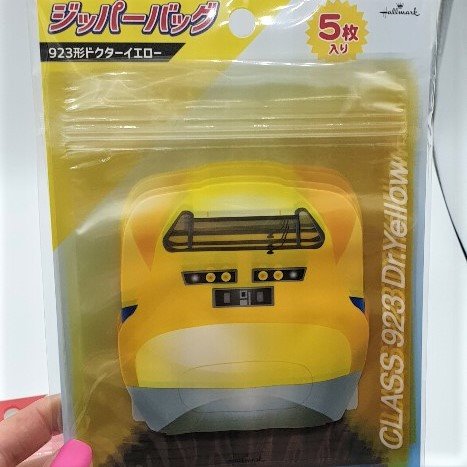 ジッパーバッグ
923形ドクターイエロー
5枚
入り
Hallmark
CLASS 923 Dr.Yellow
Hallmark